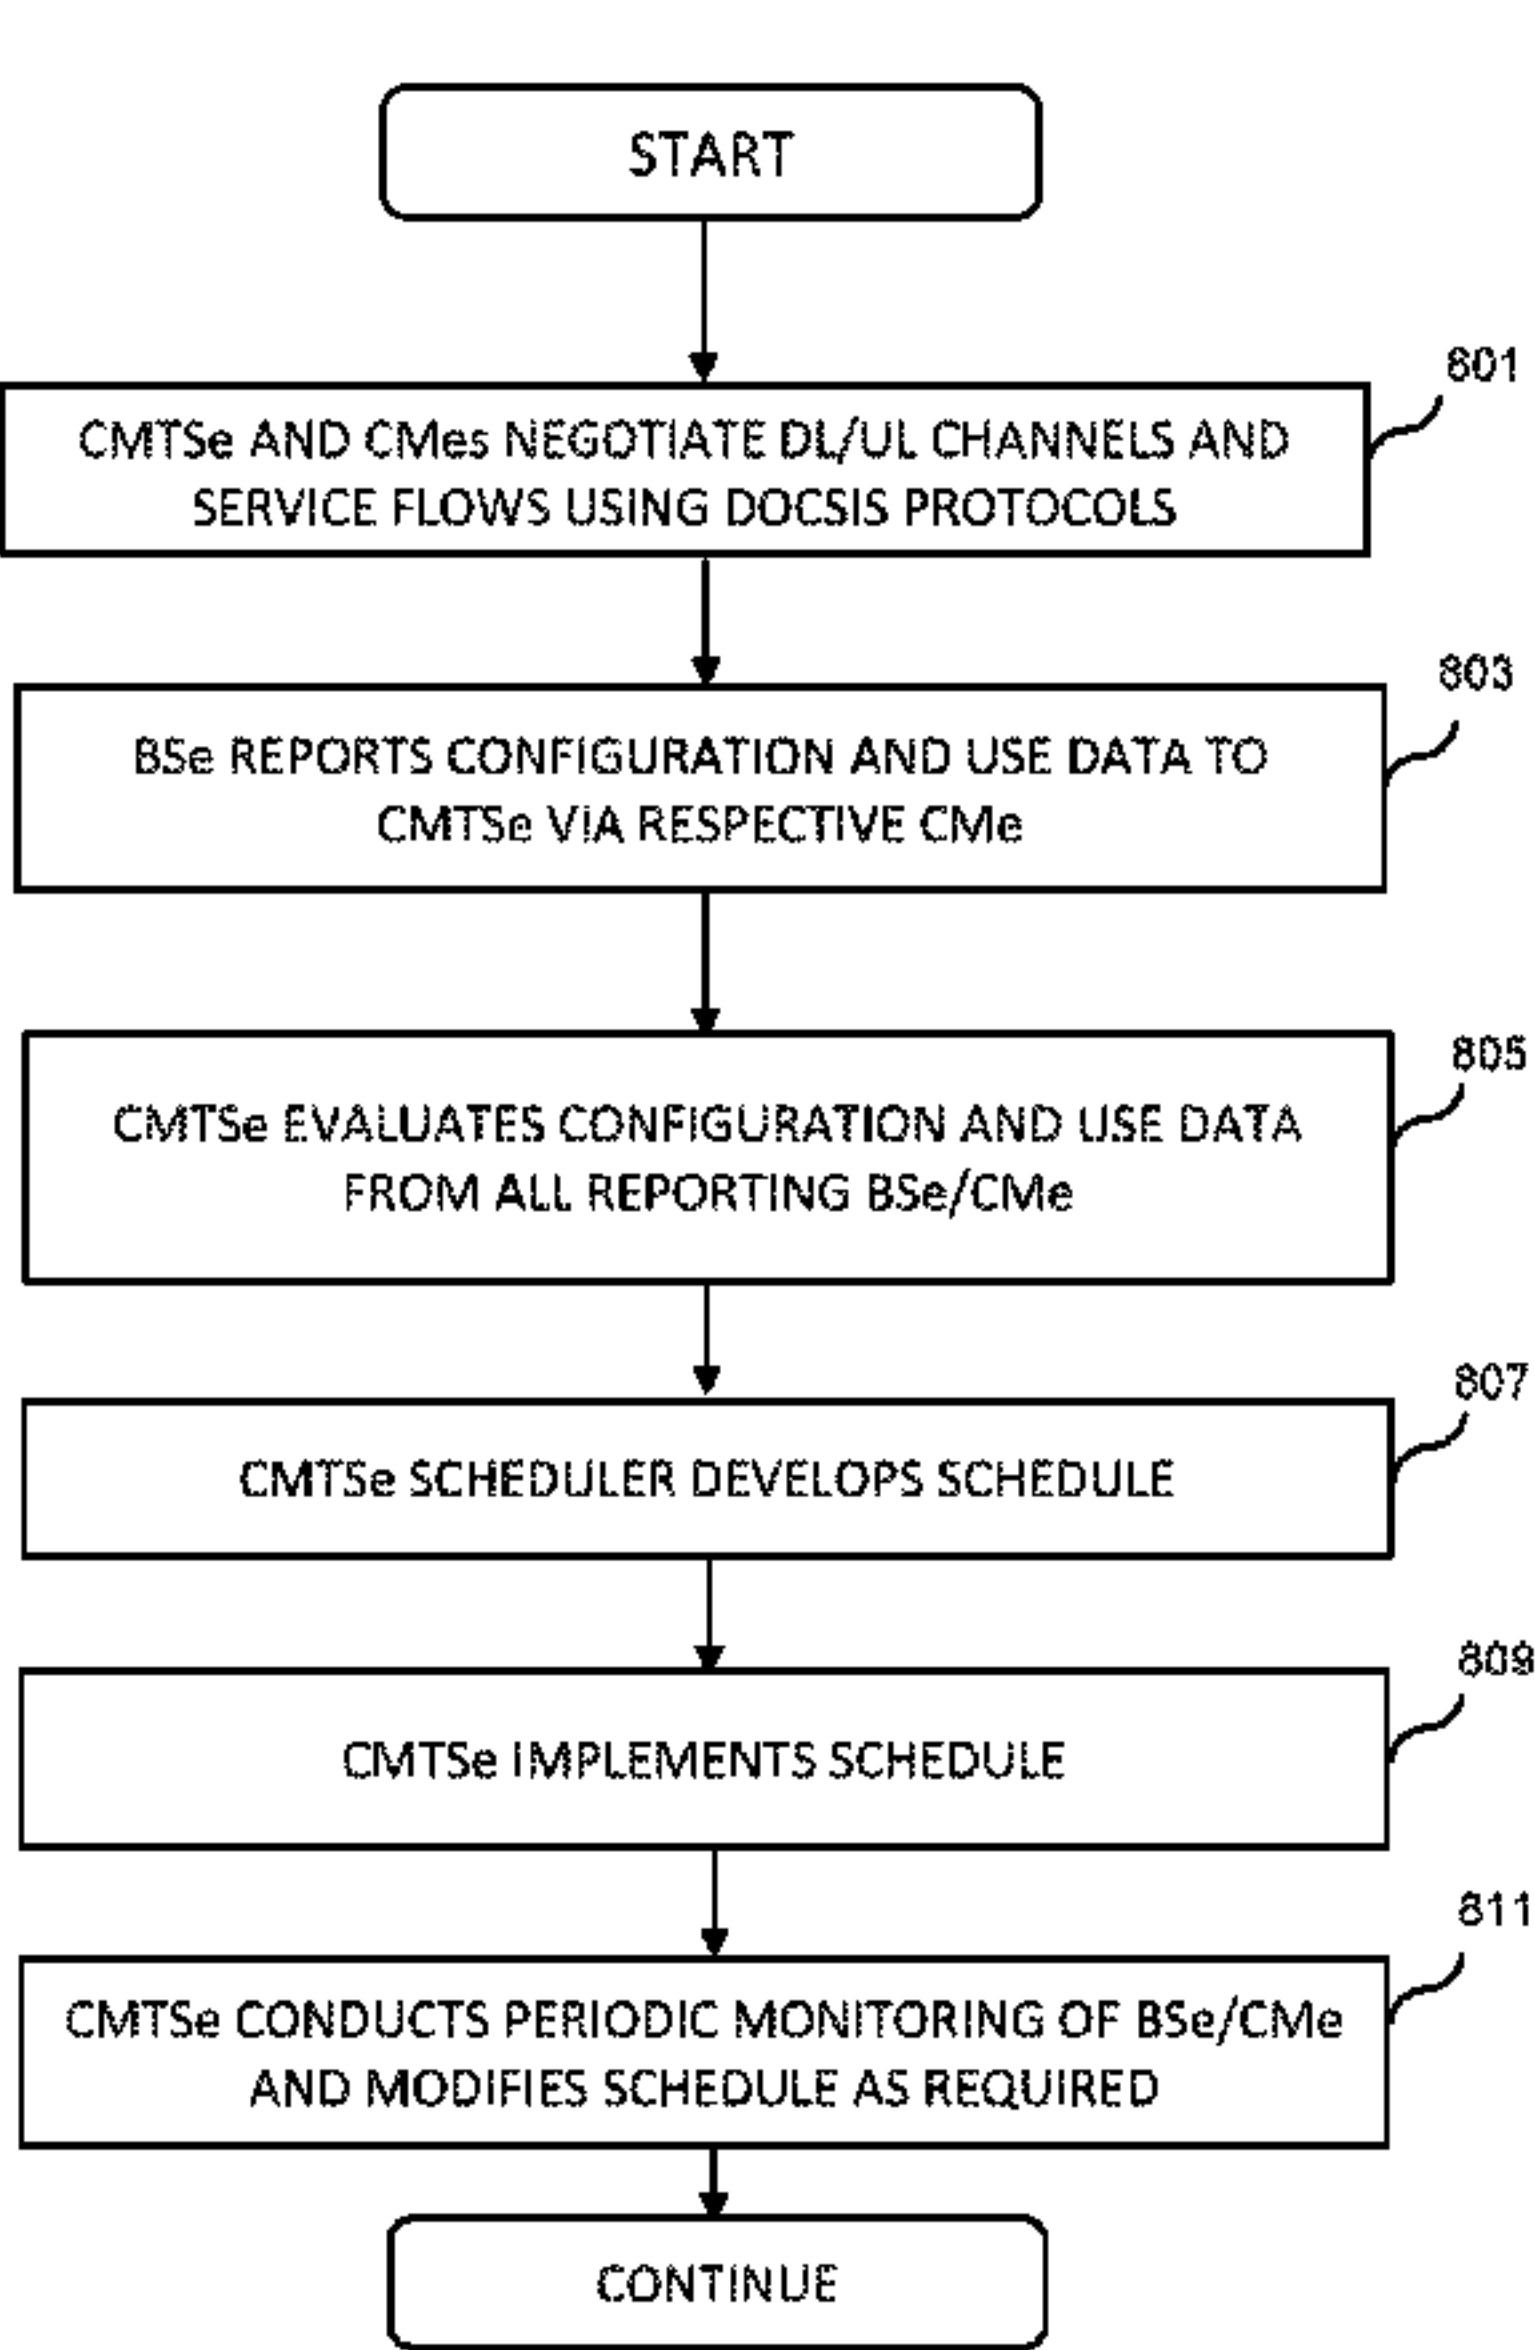 START
801
CMTSe AND CMes NEGOTIATE DL/UL CHANNELS AND
SERVICE FLOWS USING DOCSIS PROTOCOLS
803
BSe REPORTS CONFIGURATION AND USE DATA TO
CMTSe VIA RESPECTIVE CMe
805
CMTSe EVALUATES CONFIGURATION AND USE DATA
FROM ALL REPORTING BSe/CMe
807
CMTSe SCHEDULER DEVELOPS SCHEDULE
809
CMTSe IMPLEMENTS SCHEDULE
811
CMTSe CONDUCTS PERIODIC MONITORING OF BSe/CMe
AND MODIFIES SCHEDULE AS REQUIRED
CONTINUE